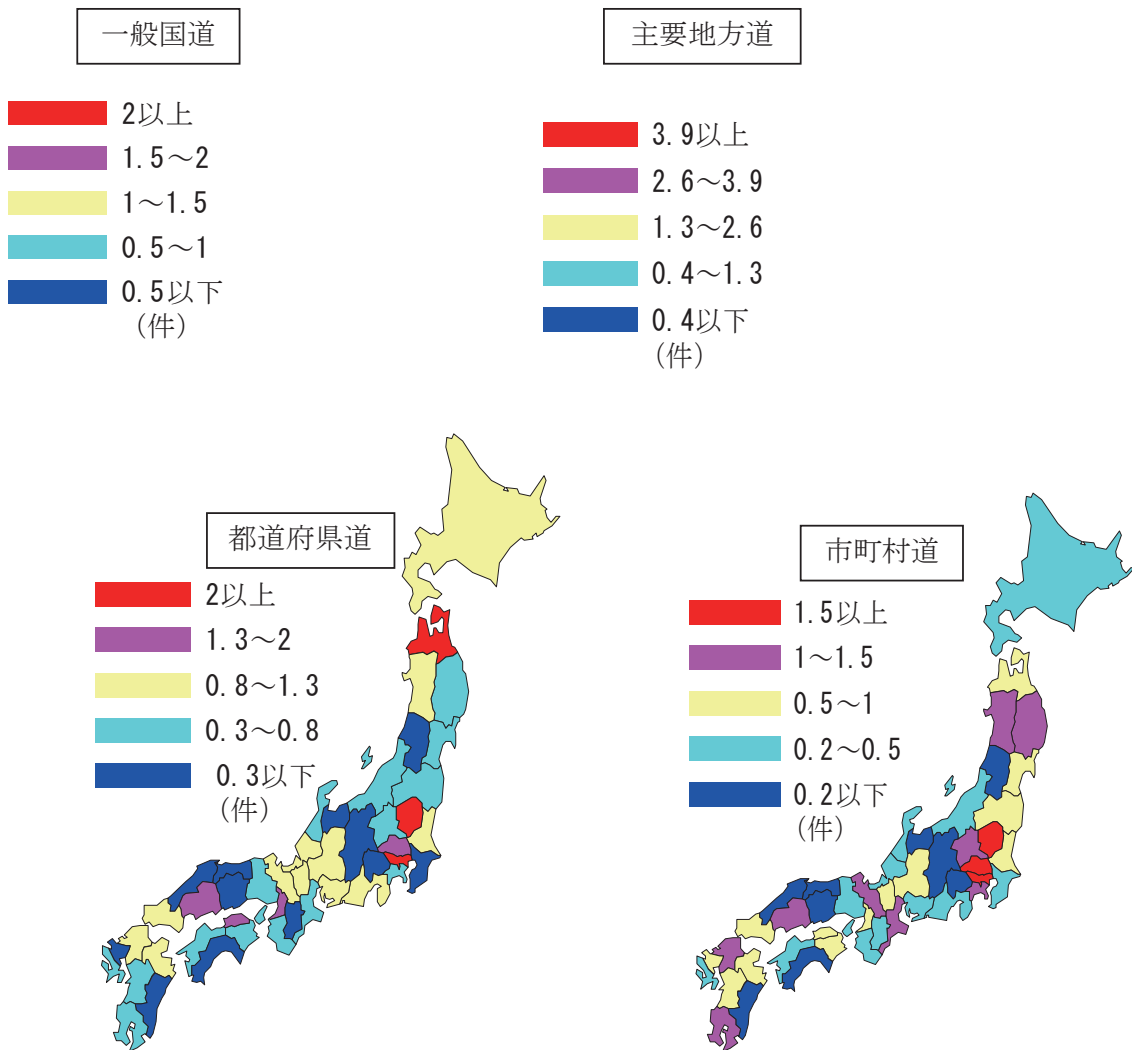 一般国道
2以上
1.5～2
1～1.5
0.5～1
0.5以下
(件)
主要地方道
3.9以上
2.6～3.9
1.3～2.6
0.4～1.3
0.4以下
(件)
都道府県道
2以上
1.3～2
0.8～1.3
0.3～0.8
0.3以下
(件)
市町村道
1.5以上
1～1.5
0.5～1
0.2～0.5
0.2以下
(件)